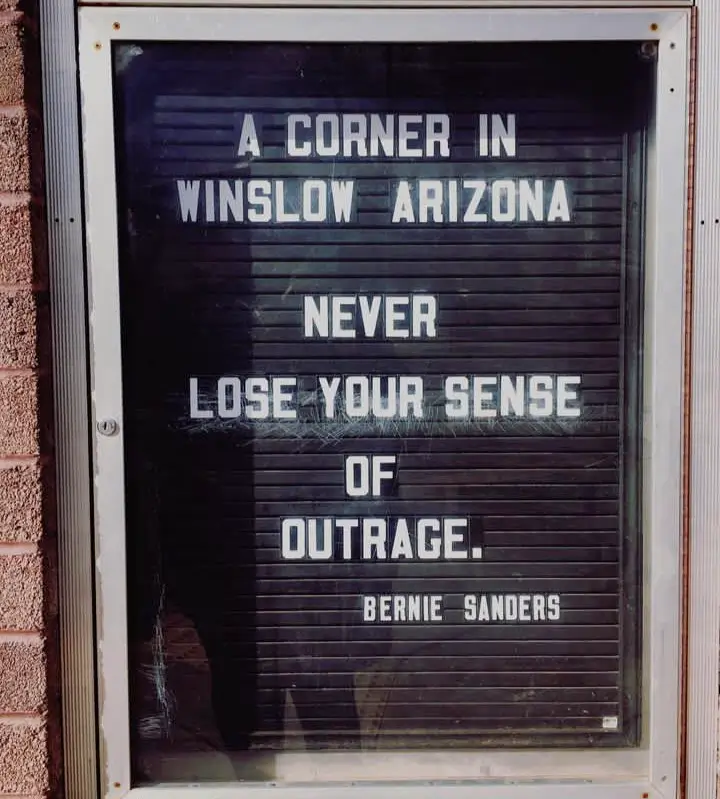 A CORNER IN
WINSLOW ARIZONA
NEVER
LOSE YOUR SENSE
OF
OUTRAGE.
BERNIE SANDERS